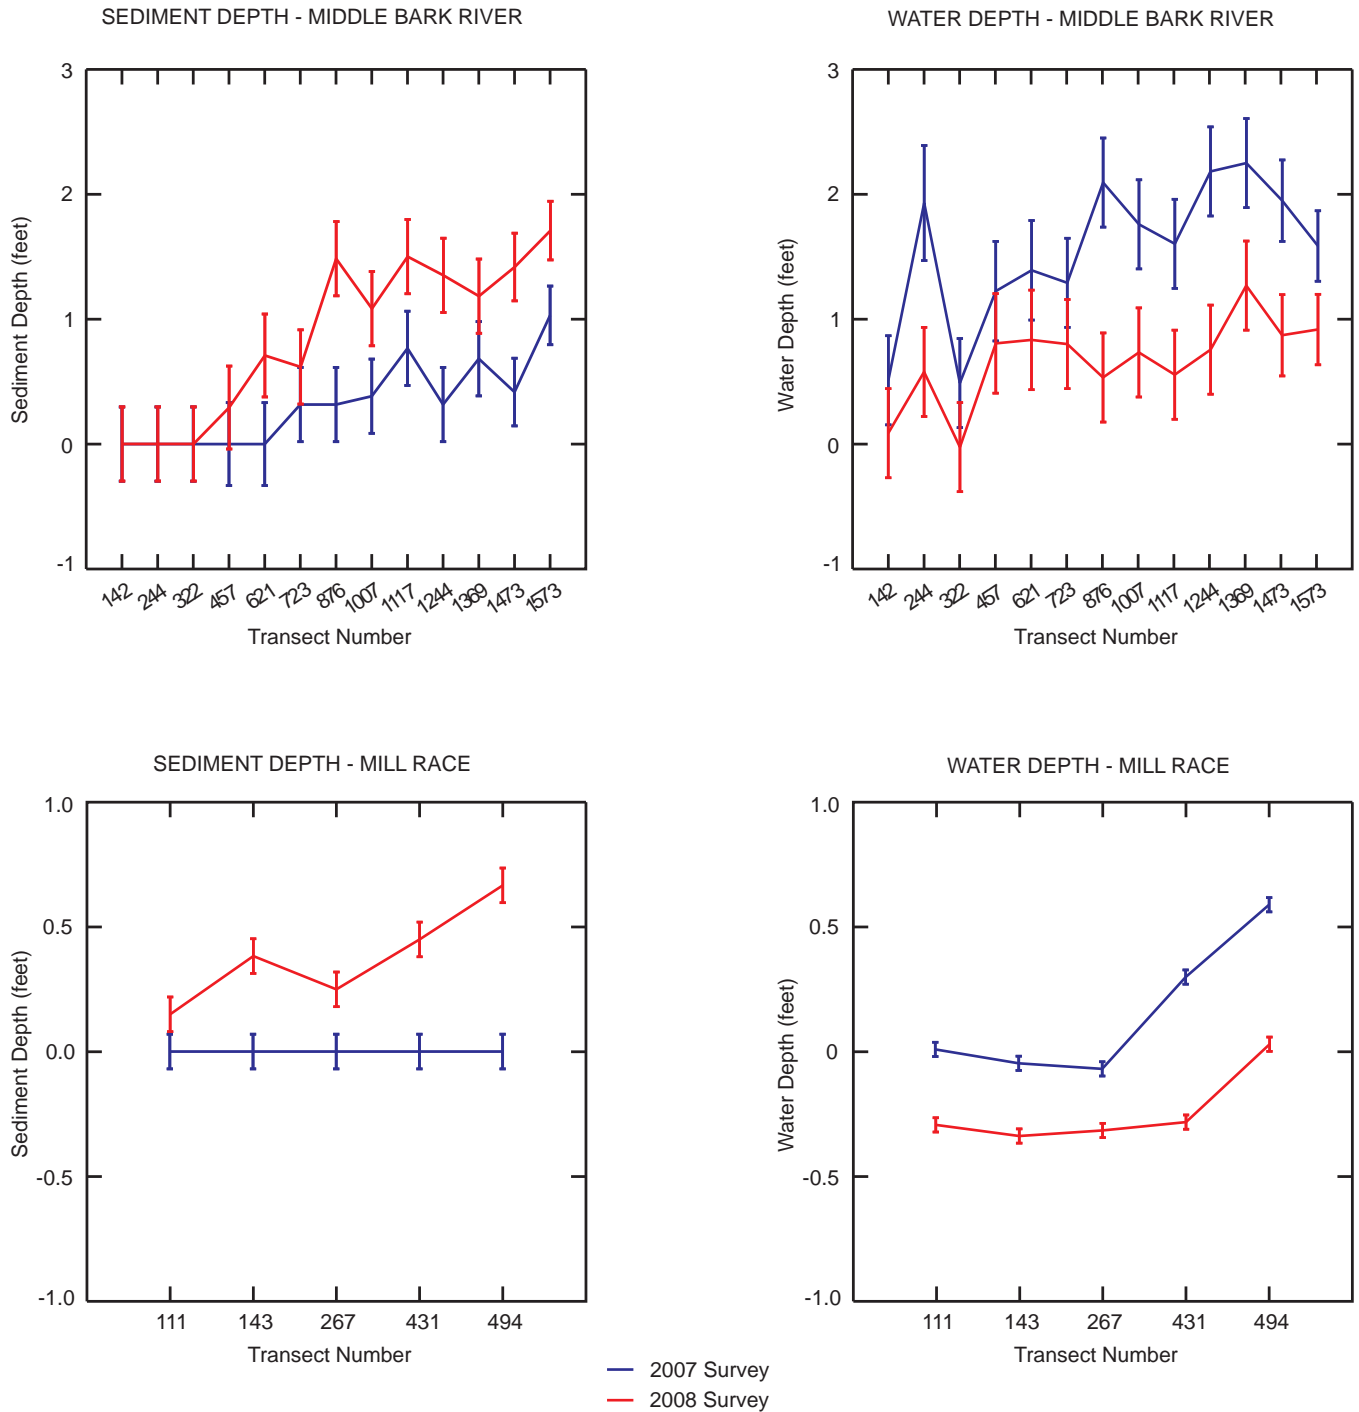 SEDIMENT DEPTH - MIDDLE BARK RIVER
3
2
1
0
-1
Sediment Depth (feet)
142 244 322 457 621 723 876 1007 1117 1244 1369 1473 1573
Transect Number
WATER DEPTH - MIDDLE BARK RIVER
3
2
1
0
-1
Water Depth (feet)
142 244 322 457 621 723 876 1007 1117 1244 1369 1473 1573
Transect Number
SEDIMENT DEPTH - MILL RACE
1.0
0.5
0.0
-0.5
-1.0
Sediment Depth (feet)
111 143 267 431 494
Transect Number
WATER DEPTH - MILL RACE
1.0
0.5
0
-0.5
-1.0
Water Depth (feet)
111 143 267 431 494
Transect Number
2007 Survey
2008 Survey